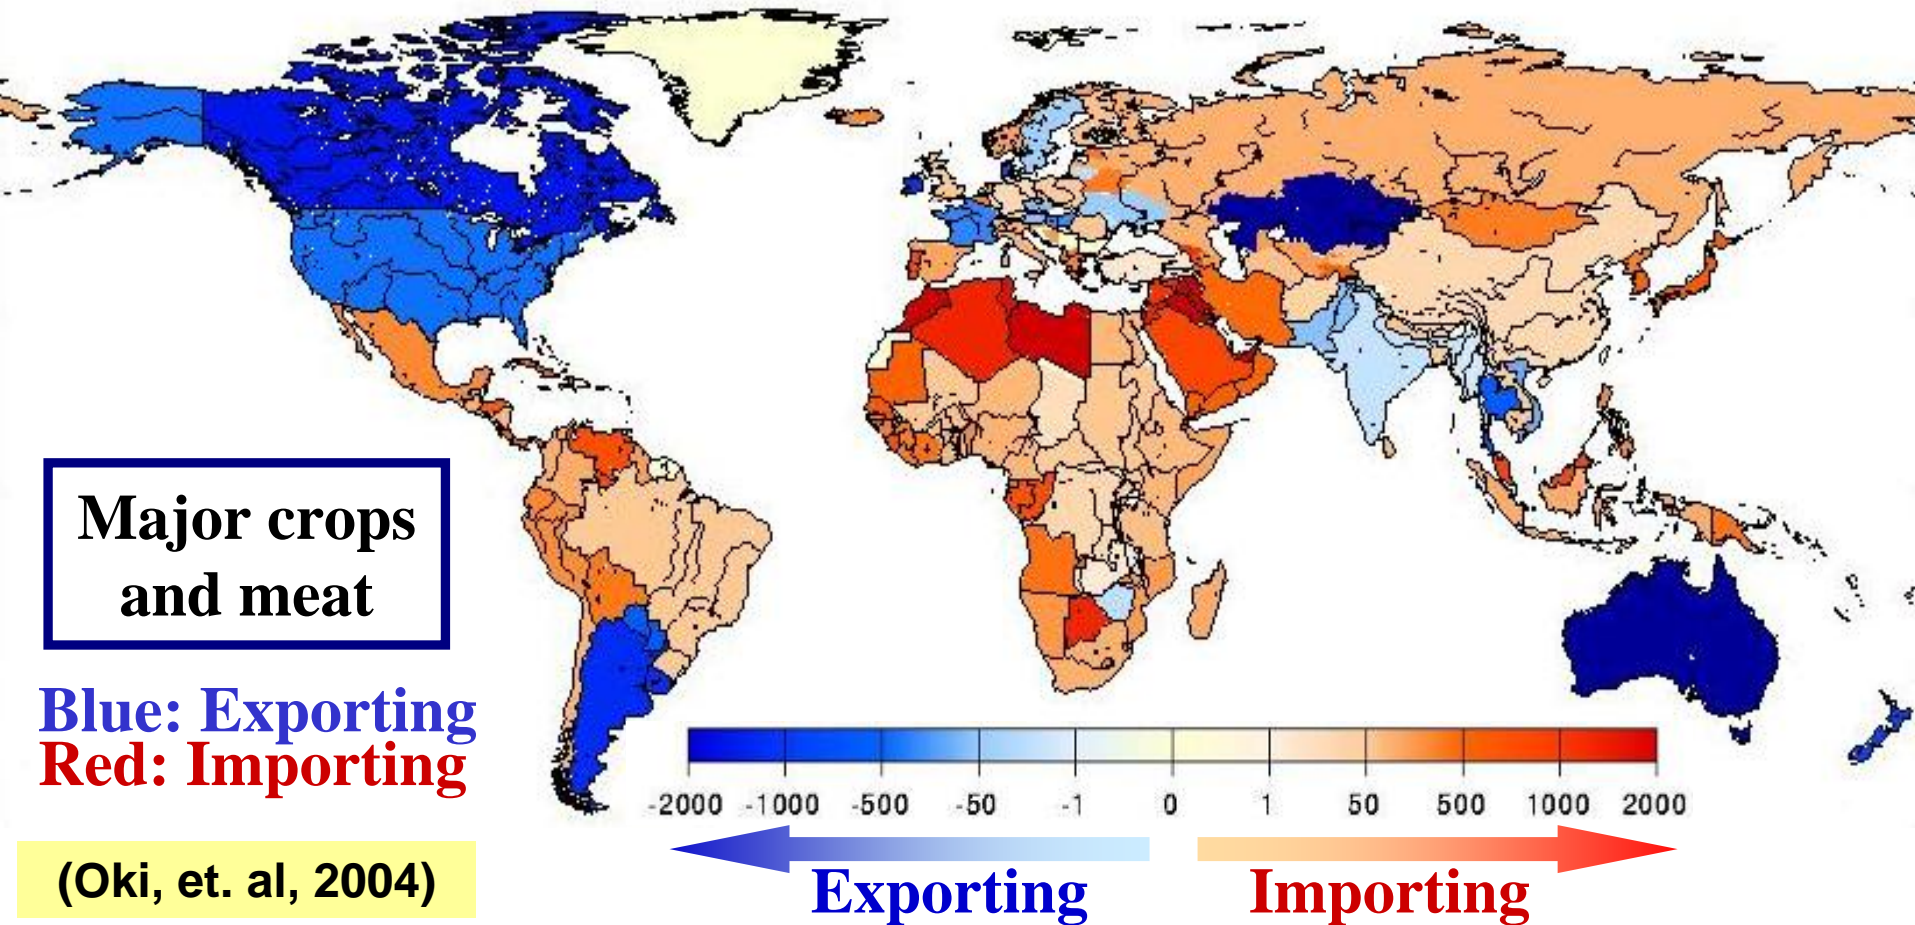 Major crops
and meat
Blue: Exporting
Red: Importing
(Oki, et. al, 2004)
-2000 -1000 -500 -50 -1 0 1 50 500 1000 2000
Exporting Importing